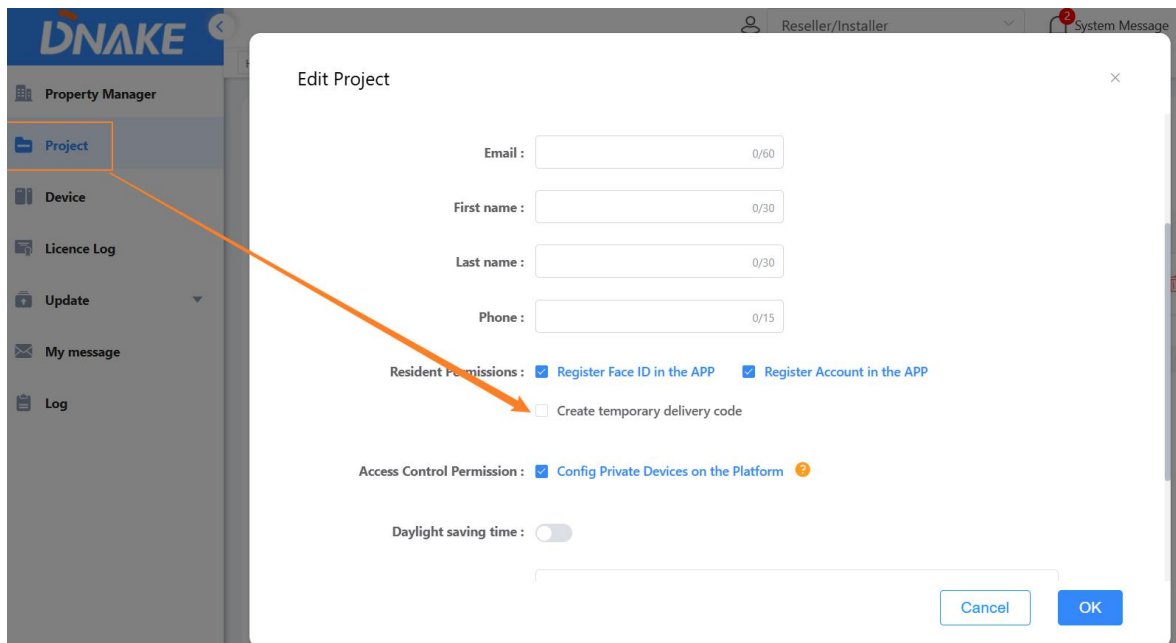 DNAKE
Reseller/Installer
2
System Message
Property Manager
Project
Device
Licence Log
Update
My message
Log
Edit Project
Email :
0/60
First name :
0/30
Last name :
0/30
Phone :
0/15
Resident Permissions : Register Face ID in the APP Register Account in the APP
Create temporary delivery code
Access Control Permission : Config Private Devices on the Platform ?
Daylight saving time :
Cancel OK